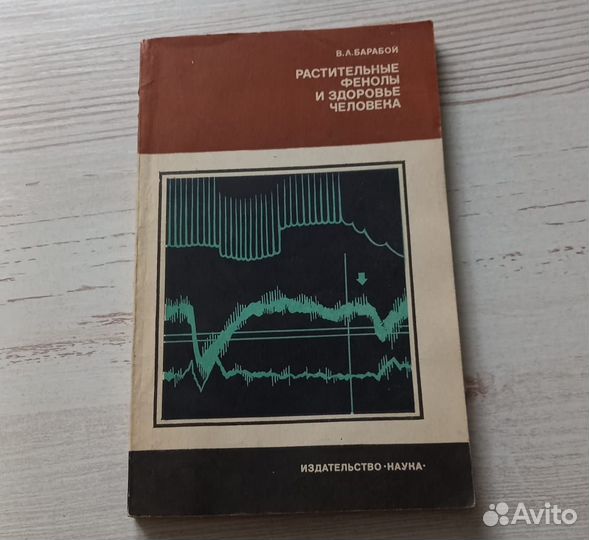 В.А.БАРАБОЙ
РАСТИТЕЛЬНЫЕ
ФЕНОЛЫ
И ЗДОРОВЬЕ
ЧЕЛОВЕКА
ИЗДАТЕЛЬСТВО·НАУКА·
Avito